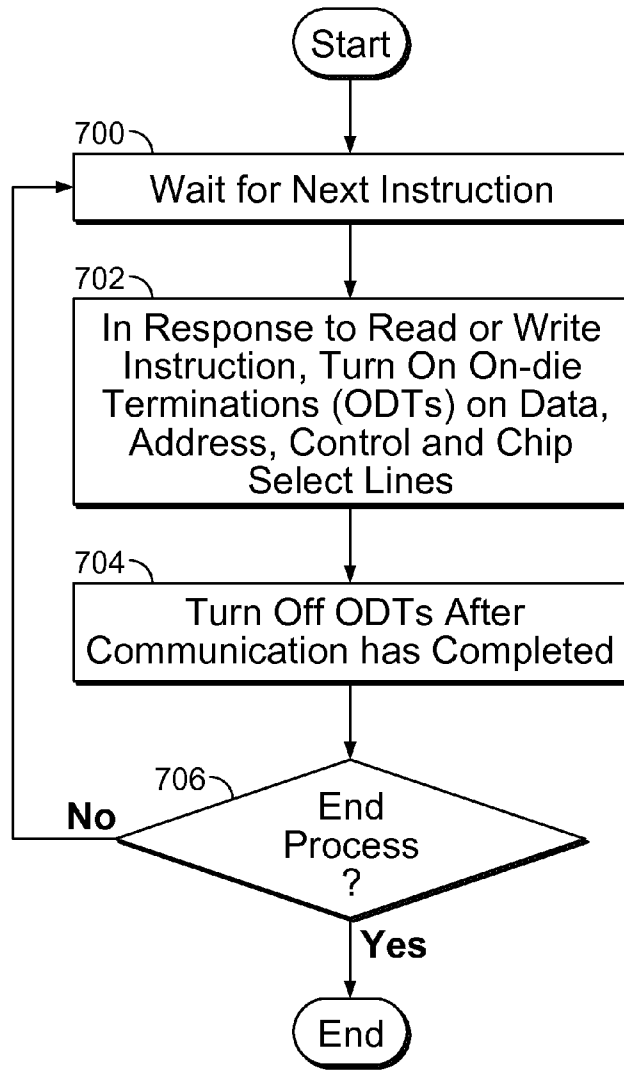 Start
700
Wait for Next Instruction
702
In Response to Read or Write
Instruction, Turn On On-die
Terminations (ODTs) on Data,
Address, Control and Chip
Select Lines
704
Turn Off ODTs After
Communication has Completed
706
End
Process
?
No
Yes
End